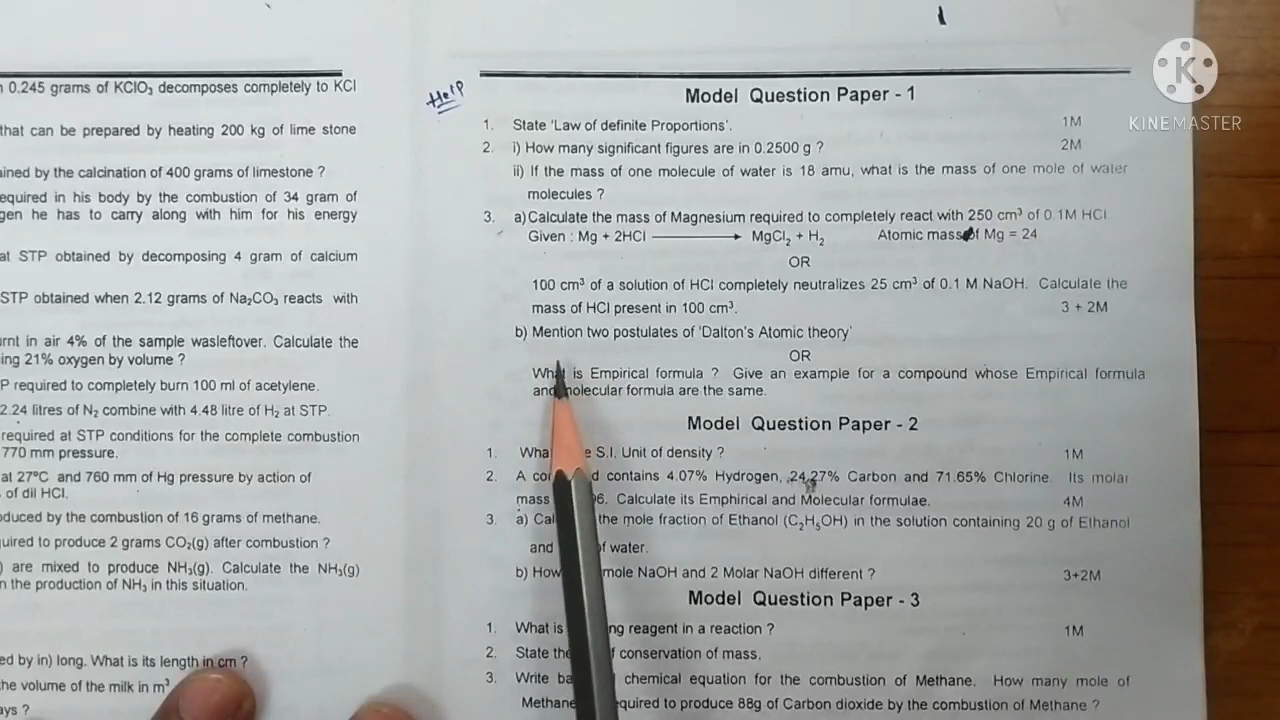 0.245 grams of KClO3 decomposes completely to KCl
that can be prepared by heating 200 kg of lime stone
ained by the calcination of 400 grams of limestone ?
equired in his body by the combustion of 34 gram of
gen he has to carry along with him for his energy
at STP obtained by decomposing 4 gram of calcium
STP obtained when 2.12 grams of Na2CO3 reacts with
urnt in air 4% of the sample wasleftover. Calculate the
ing 21% oxygen by volume ?
P required to completely burn 100 ml of acetylene.
2.24 litres of N2 combine with 4.48 litre of H2 at STP.
required at STP conditions for the complete combustion
770 mm pressure.
at 27°C and 760 mm of Hg pressure by action of
of dil HCl.
oduced by the combustion of 16 grams of methane.
quired to produce 2 grams CO2(g) after combustion ?
) are mixed to produce NH3(g). Calculate the NH3(g)
n the production of NH3 in this situation.
ed by in) long. What is its length in cm ?
the volume of the milk in m3
ays ?
Help
K
KINEMASTER
Model Question Paper - 1
1. State 'Law of definite Proportions'. 1M
2. i) How many significant figures are in 0.2500 g ? 2M
ii) If the mass of one molecule of water is 18 amu, what is the mass of one mole of water
molecules ?
3. a) Calculate the mass of Magnesium required to completely react with 250 cm3 of 0.1M HCl
Given : Mg + 2HCl → MgCl2 + H2 Atomic mass of Mg = 24
OR
100 cm3 of a solution of HCl completely neutralizes 25 cm3 of 0.1 M NaOH. Calculate the
mass of HCl present in 100 cm3. 3 + 2M
b) Mention two postulates of 'Dalton's Atomic theory'
OR
What is Empirical formula ? Give an example for a compound whose Empirical formula
and molecular formula are the same.
Model Question Paper - 2
1. Wha e S.I. Unit of density ? 1M
2. A co d contains 4.07% Hydrogen, 24.27% Carbon and 71.65% Chlorine. Its molar
mass 96. Calculate its Emphirical and Molecular formulae. 4M
3. a) Cal the mole fraction of Ethanol (C2H5OH) in the solution containing 20 g of Ethanol
and of water.
b) How mole NaOH and 2 Molar NaOH different ? 3+2M
Model Question Paper - 3
1. What is ng reagent in a reaction ? 1M
2. State the f conservation of mass.
3. Write ba chemical equation for the combustion of Methane. How many mole of
Methane equired to produce 88g of Carbon dioxide by the combustion of Methane ?